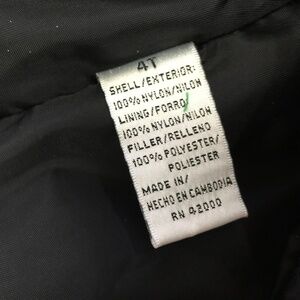 4T
SHELL/EXTERIOR:
100% NYLON/NILON
LINING/FORRO/
100% NYLON/NILON
FILLER/RELLENO
100% POLYESTER/
POLIESTER
MADE IN/
HECHO EN CAMBODIA
RN 42000